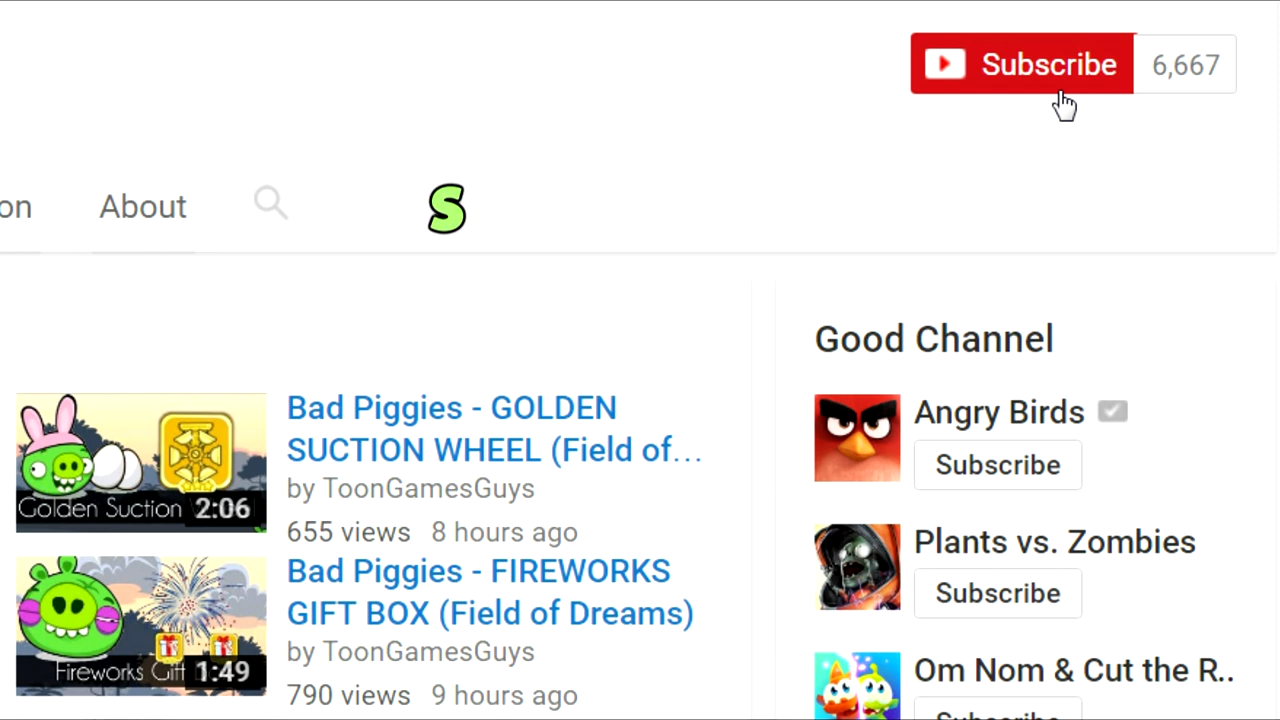 Subscribe 6,667
on About S
Good Channel
Bad Piggies - GOLDEN
SUCTION WHEEL (Field of...
by ToonGamesGuys
655 views 8 hours ago
Golden Suction 2:06
Angry Birds
Subscribe
Plants vs. Zombies
Subscribe
Bad Piggies - FIREWORKS
GIFT BOX (Field of Dreams)
by ToonGamesGuys
790 views 9 hours ago
Fireworks Gift 1:49
Om Nom & Cut the R..
Subscribe